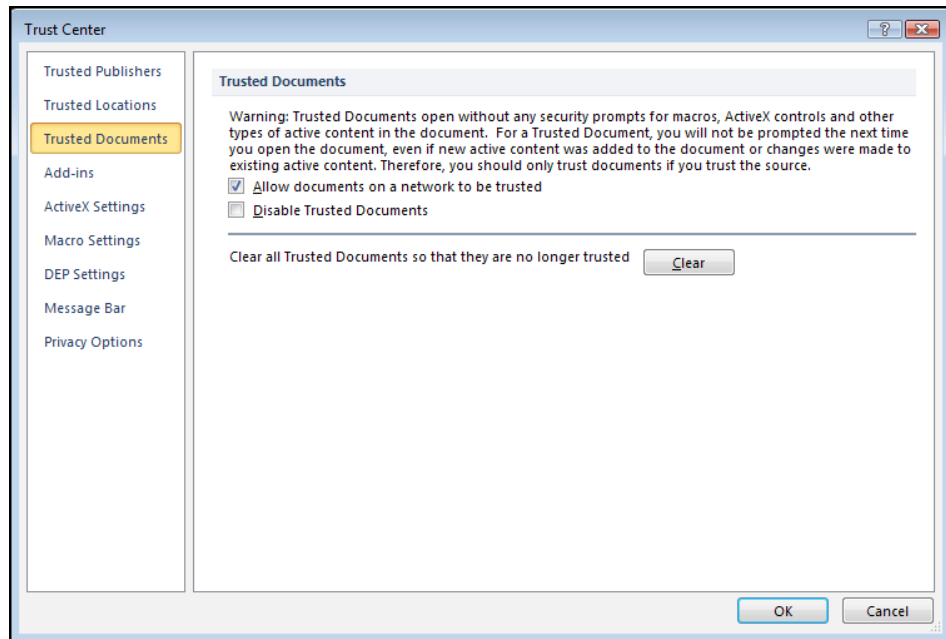 Trust Center
Trusted Publishers
Trusted Locations
Trusted Documents
Add-ins
ActiveX Settings
Macro Settings
DEP Settings
Message Bar
Privacy Options
Trusted Documents
Warning: Trusted Documents open without any security prompts for macros, ActiveX controls and other
types of active content in the document.  For a Trusted Document, you will not be prompted the next time
you open the document, even if new active content was added to the document or changes were made to
existing active content. Therefore, you should only trust documents if you trust the source.
Allow documents on a network to be trusted
Disable Trusted Documents
Clear all Trusted Documents so that they are no longer trusted
Clear
OK
Cancel